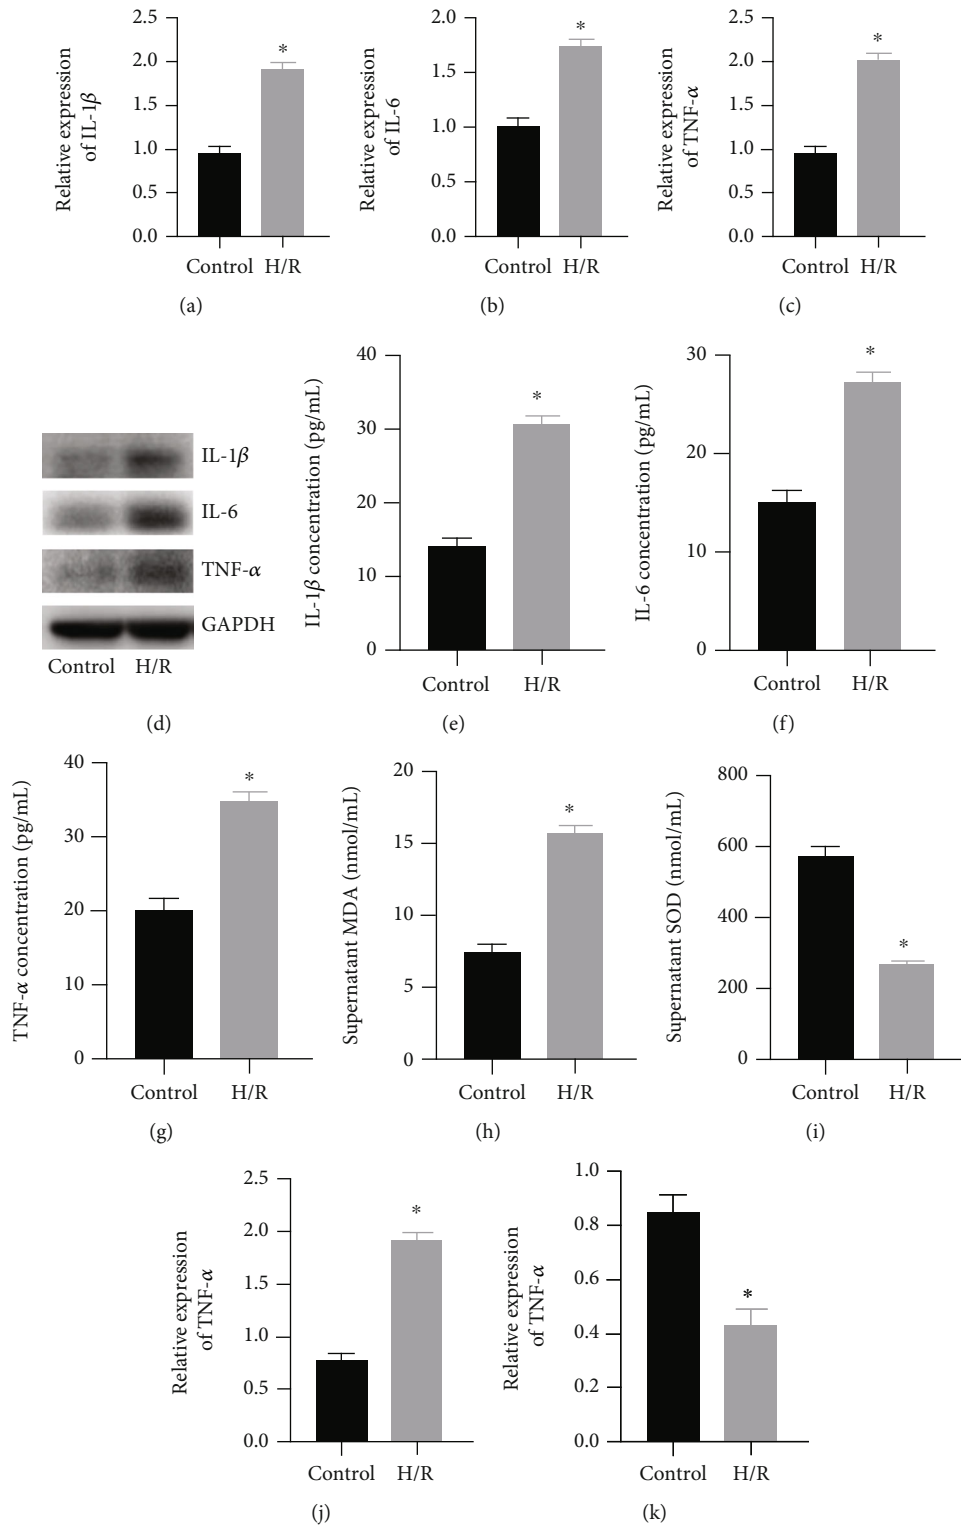 Relative expression
of IL-1β
2.5
2.0
1.5
1.0
0.5
0.0
*
Control H/R
(a)
Relative expression
of IL-6
2.0
1.5
1.0
0.5
0.0
*
Control H/R
(b)
Relative expression
of TNF-α
2.5
2.0
1.5
1.0
0.5
0.0
*
Control H/R
(c)
IL-1β
IL-6
TNF-α
GAPDH
Control H/R
(d)
IL-1β concentration (pg/mL)
40
30
20
10
0
*
Control H/R
(e)
IL-6 concentration (pg/mL)
30
20
10
0
*
Control H/R
(f)
TNF-α concentration (pg/mL)
40
30
20
10
0
*
Control H/R
(g)
Supernatant MDA (nmol/mL)
20
15
10
5
0
*
Control H/R
(h)
Supernatant SOD (nmol/mL)
800
600
400
200
0
*
Control H/R
(i)
Relative expression
of TNF-α
2.5
2.0
1.5
1.0
0.5
0.0
*
Control H/R
(j)
Relative expression
of TNF-α
1.0
0.8
0.6
0.4
0.2
0.0
*
Control H/R
(k)